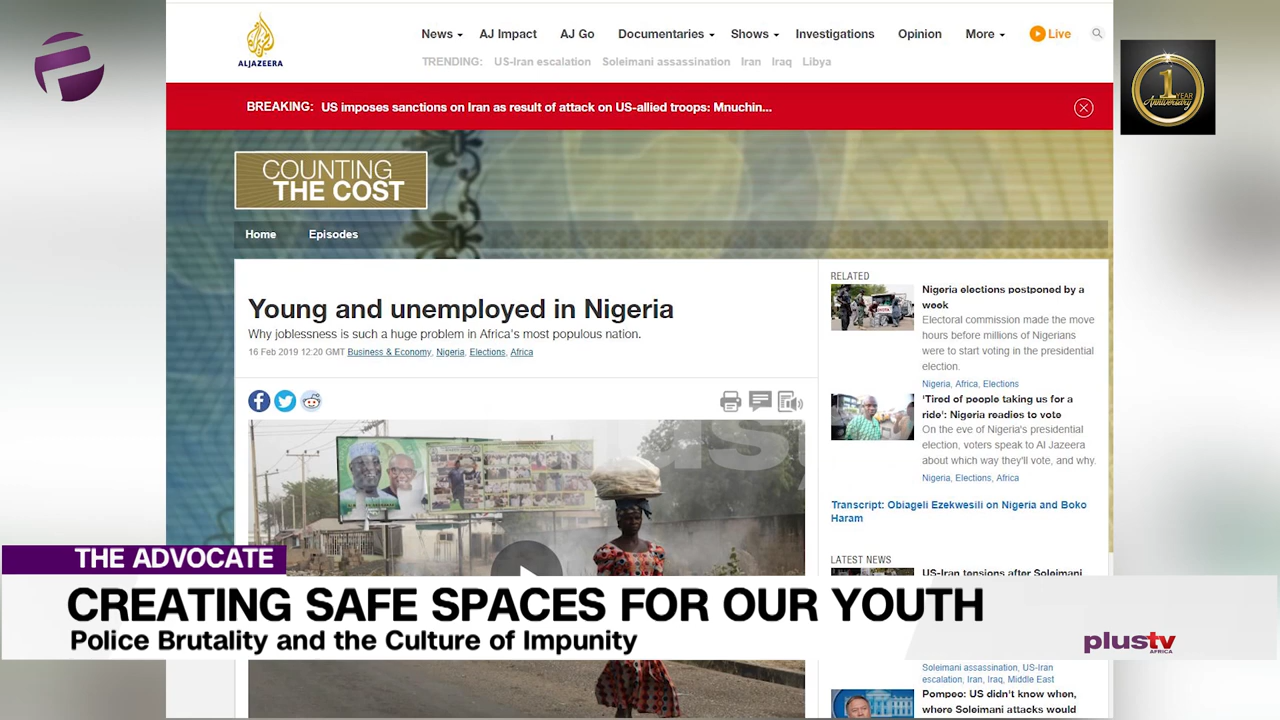 ALJAZEERA
News
AJ Impact
AJ Go
Documentaries
Shows
Investigations
Opinion
More
Live
TRENDING:
US-Iran escalation
Soleimani assassination
Iran
Iraq
Libya
1
YEAR
Anniversary
BREAKING: US imposes sanctions on Iran as result of attack on US-allied troops: Mnuchin...
COUNTING
THE COST
Home
Episodes
Young and unemployed in Nigeria
Why joblessness is such a huge problem in Africa's most populous nation.
16 Feb 2019 12:20 GMT Business & Economy, Nigeria, Elections, Africa
RELATED
Nigeria elections postponed by a
week
Electoral commission made the move
hours before millions of Nigerians
were to start voting in the presidential
election.
Nigeria, Africa, Elections
'Tired of people taking us for a
ride': Nigeria readies to vote
On the eve of Nigeria's presidential
election, voters speak to Al Jazeera
about which way they'll vote, and why.
Nigeria, Elections, Africa
Transcript: Obiageli Ezekwesili on Nigeria and Boko
Haram
LATEST NEWS
US-Iran tensions after Soleimani
THE ADVOCATE
CREATING SAFE SPACES FOR OUR YOUTH
Police Brutality and the Culture of Impunity
plustv
AFRICA
Soleimani assassination, US-Iran
escalation, Iran, Iraq, Middle East
Pompeo: US didn't know when,
where Soleimani attacks would